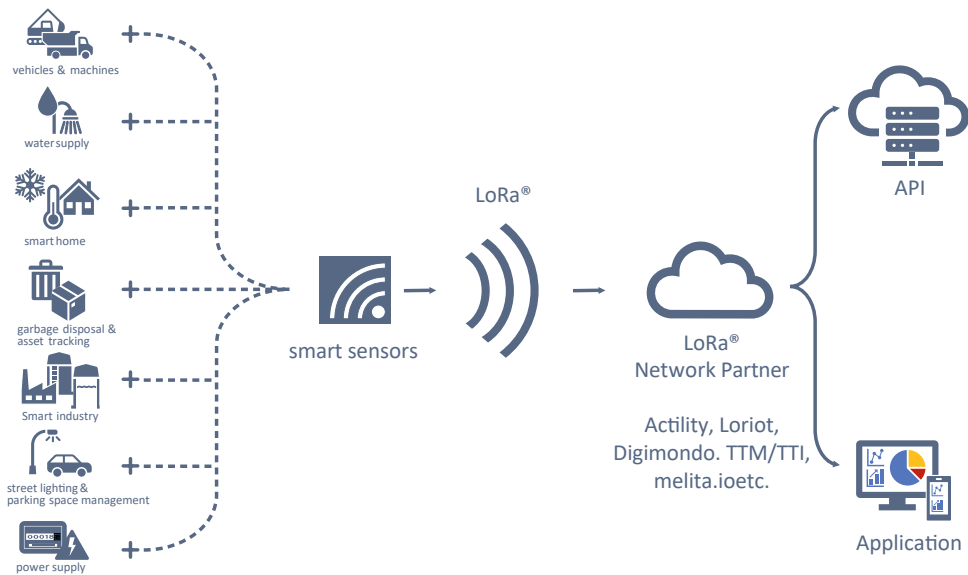 vehicles & machines
water supply
smart home
garbage disposal &
asset tracking
Smart industry
street lighting &
parking space management
00018
power supply
smart sensors
LoRa®
LoRa®
Network Partner
Actility, Loriot,
Digimondo. TTM/TTI,
melita.ioetc.
API
Application